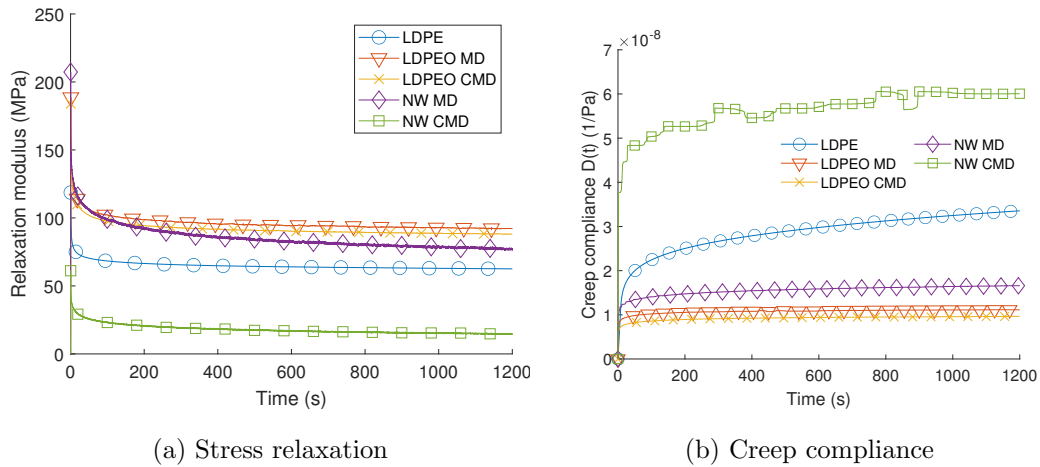 250
200
150
100
50
0
Relaxation modulus (MPa)
0 200 400 600 800 1000 1200
Time (s)
LDPE
LDPEO MD
LDPEO CMD
NW MD
NW CMD
(a) Stress relaxation
×10-8
7
6
5
4
3
2
1
0
Creep compliance D(t) (1/Pa)
0 200 400 600 800 1000 1200
Time (s)
LDPE
LDPEO MD
LDPEO CMD
NW MD
NW CMD
(b) Creep compliance